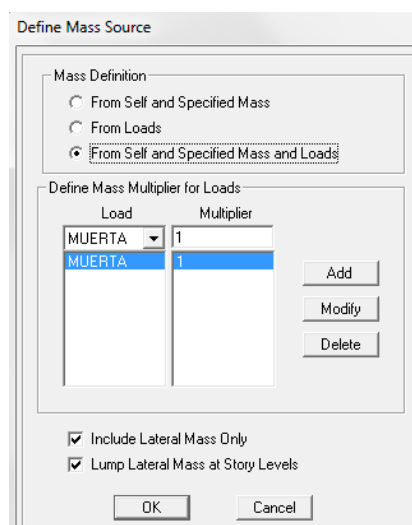 Define Mass Source
Mass Definition
From Self and Specified Mass
From Loads
From Self and Specified Mass and Loads
Define Mass Multiplier for Loads
Load Multiplier
MUERTA 1
MUERTA 1
Add
Modify
Delete
Include Lateral Mass Only
Lump Lateral Mass at Story Levels
OK Cancel